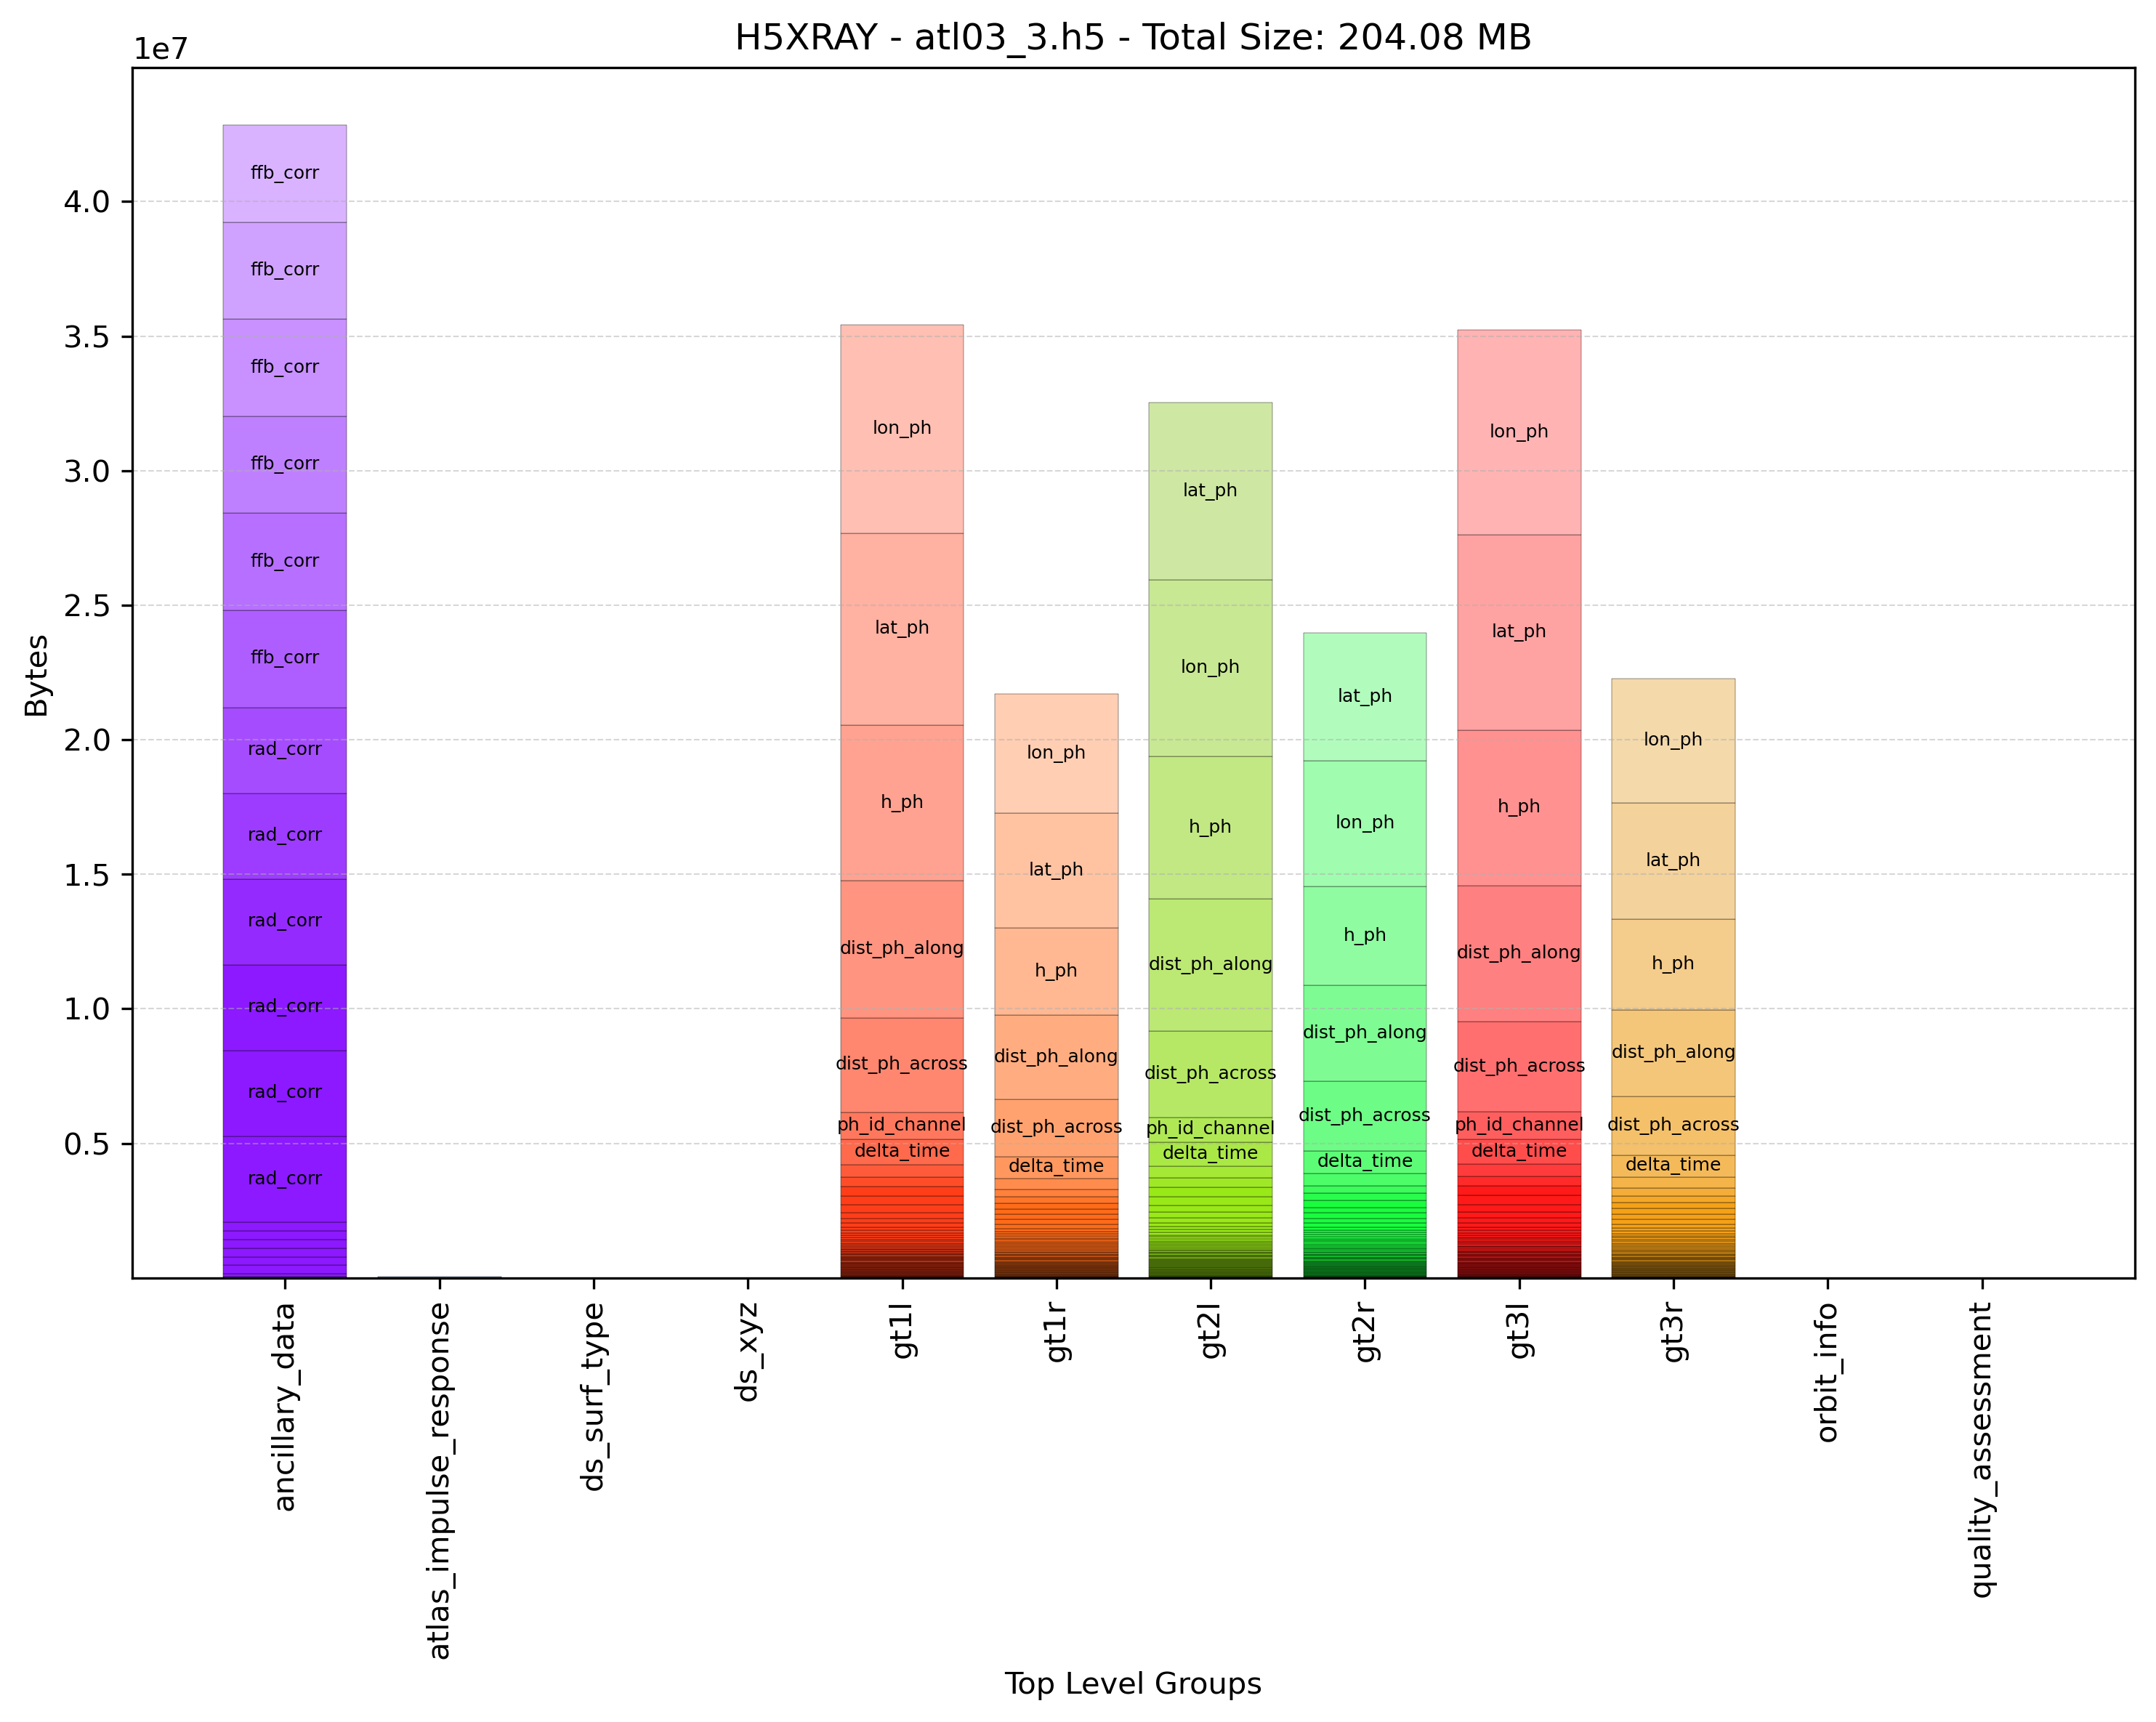 H5XRAY - atl03_3.h5 - Total Size: 204.08 MB
1e7
4.0
3.5
3.0
2.5
2.0
1.5
1.0
0.5
Bytes
ffb_corr
ffb_corr
ffb_corr
ffb_corr
ffb_corr
ffb_corr
rad_corr
rad_corr
rad_corr
rad_corr
rad_corr
rad_corr
lon_ph
lat_ph
h_ph
dist_ph_along
dist_ph_across
ph_id_channel
delta_time
lon_ph
lat_ph
h_ph
dist_ph_along
dist_ph_across
delta_time
lat_ph
lon_ph
h_ph
dist_ph_along
dist_ph_across
ph_id_channel
delta_time
lat_ph
lon_ph
h_ph
dist_ph_along
dist_ph_across
delta_time
lon_ph
lat_ph
h_ph
dist_ph_along
dist_ph_across
ph_id_channel
delta_time
lon_ph
lat_ph
h_ph
dist_ph_along
dist_ph_across
delta_time
ancillary_data
atlas_impulse_response
ds_surf_type
ds_xyz
gt1l
gt1r
gt2l
gt2r
gt3l
gt3r
orbit_info
quality_assessment
Top Level Groups